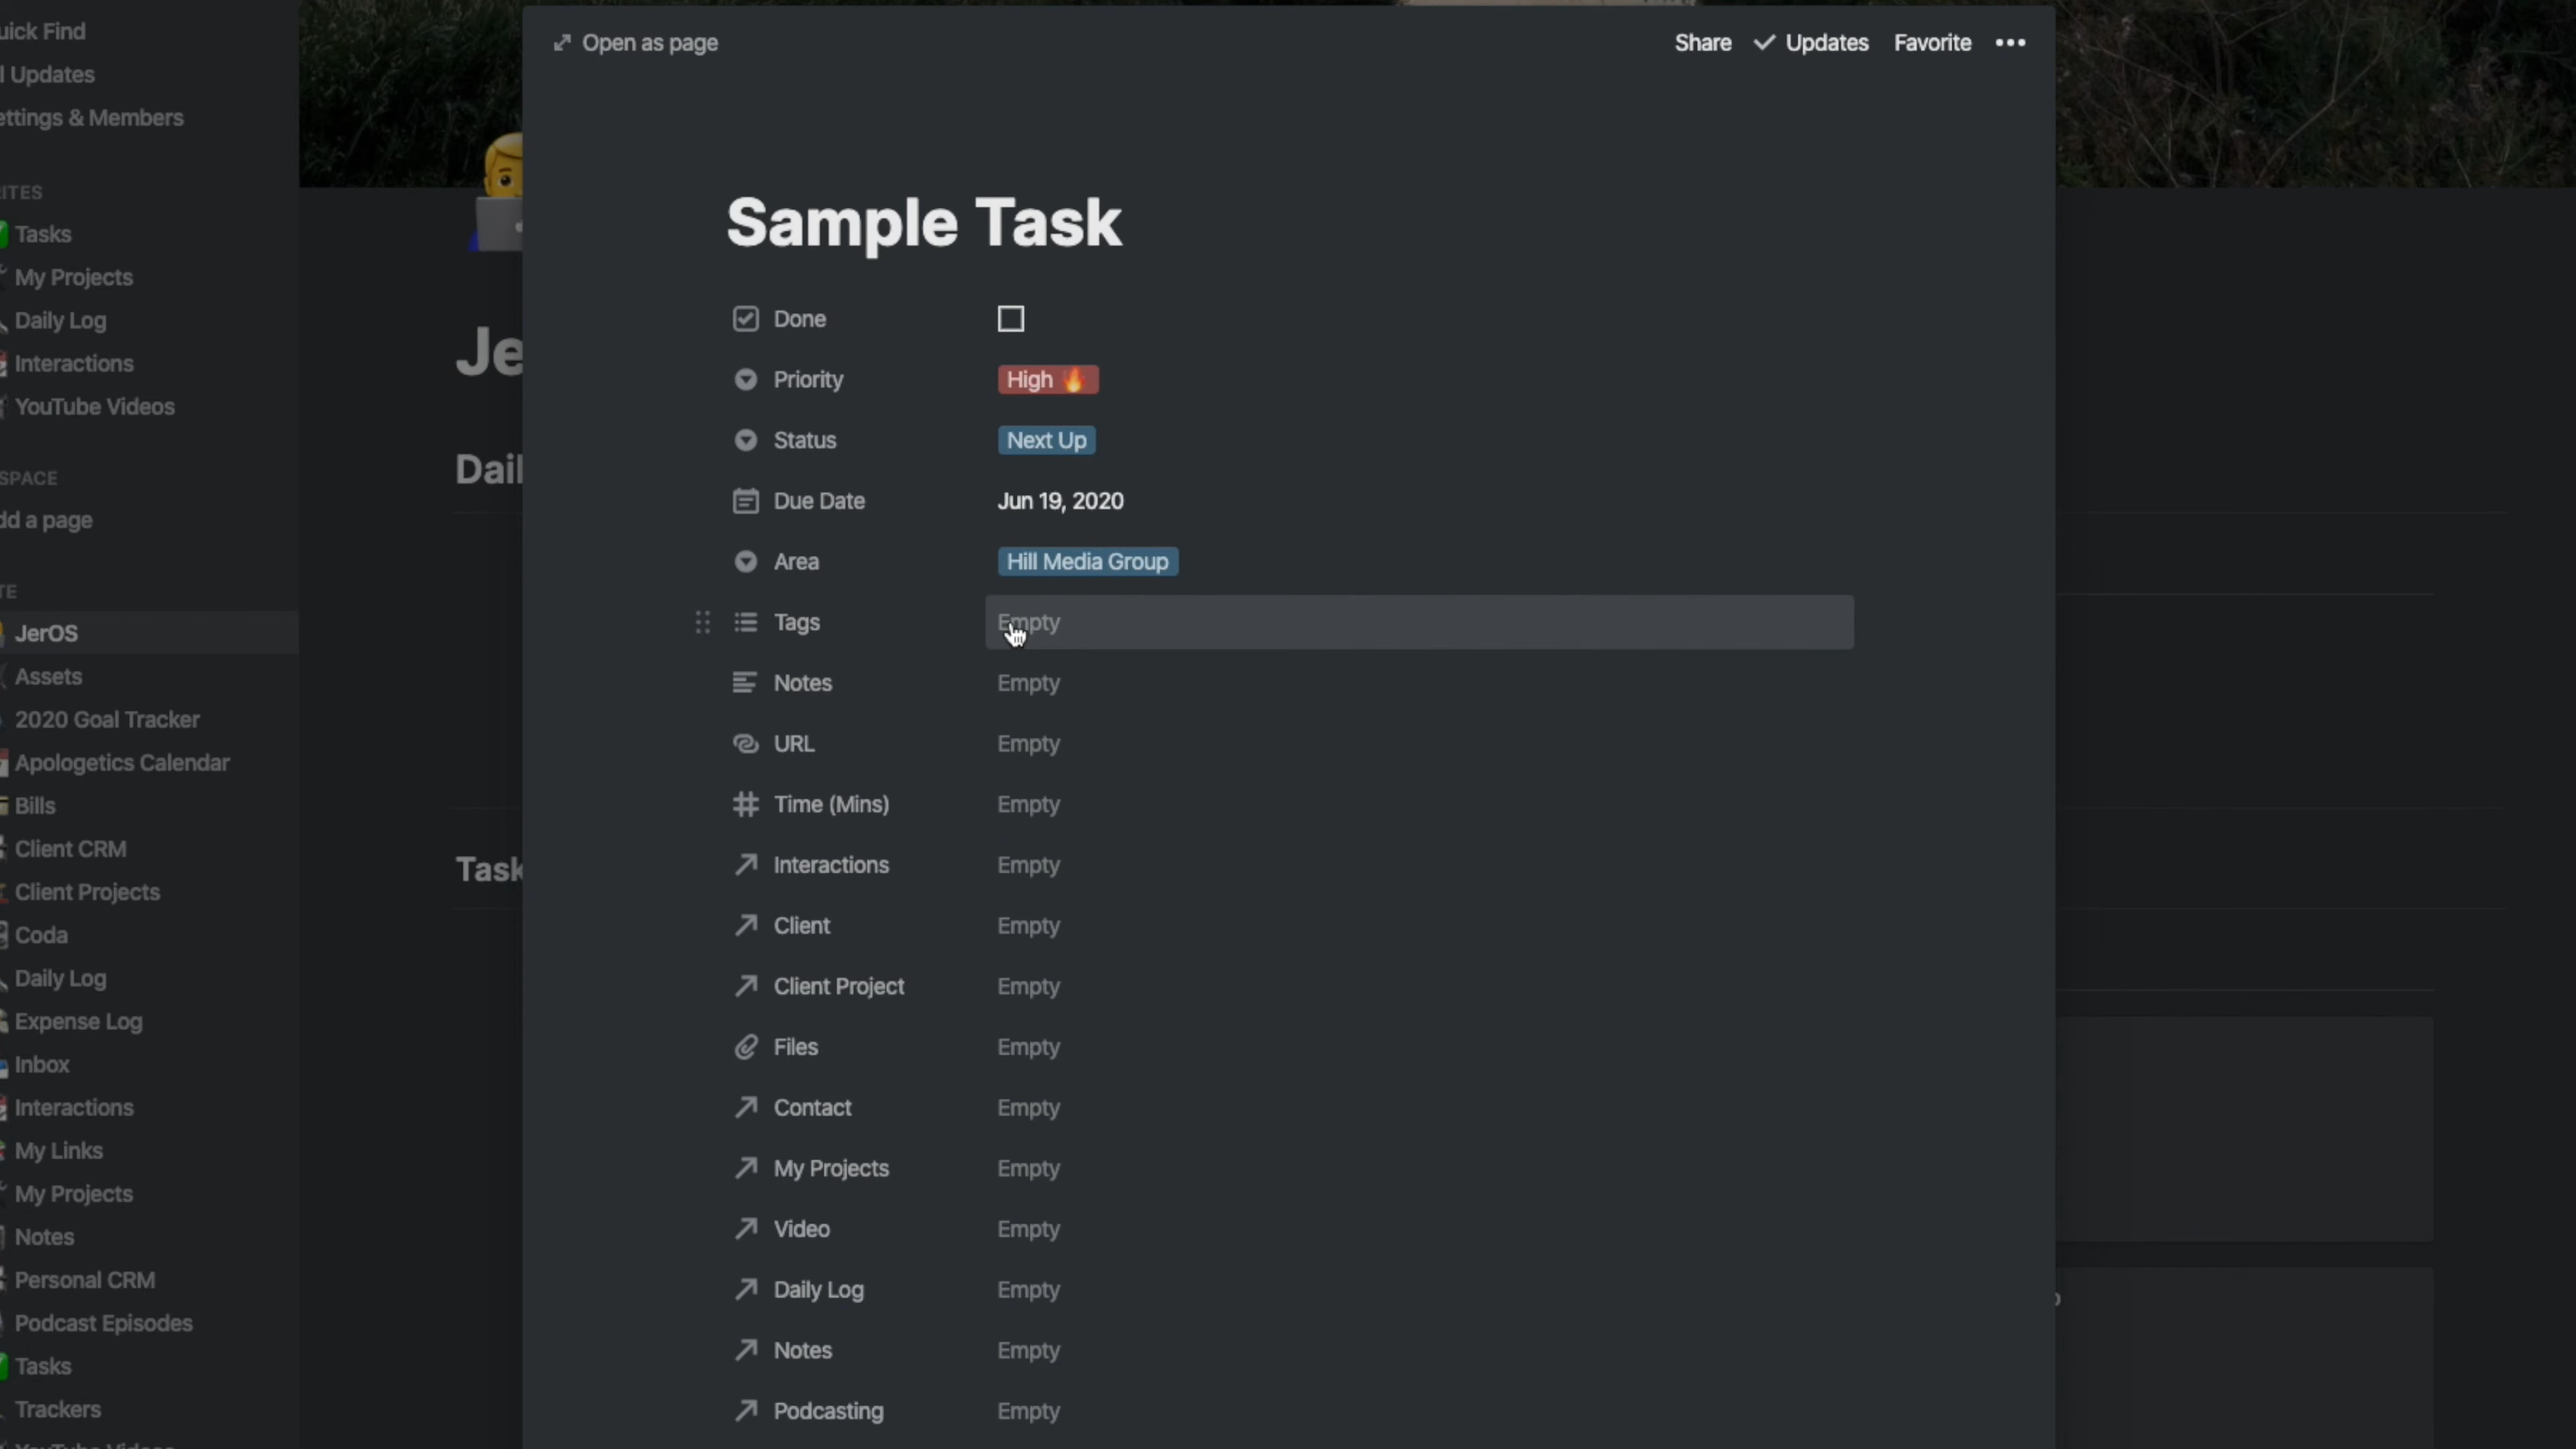 uick Find
l Updates
ettings & Members
ITES
Tasks
My Projects
Daily Log
Interactions
YouTube Videos
SPACE
dd a page
TE
JerOS
Assets
2020 Goal Tracker
Apologetics Calendar
Bills
Client CRM
Client Projects
Coda
Daily Log
Expense Log
Inbox
Interactions
My Links
My Projects
Notes
Personal CRM
Podcast Episodes
Tasks
Trackers
Je
Dail
Task
Open as page
Share Updates Favorite •••
Sample Task
Done
Priority High 🔥
Status Next Up
Due Date Jun 19, 2020
Area Hill Media Group
Tags Empty
Notes Empty
URL Empty
Time (Mins) Empty
Interactions Empty
Client Empty
Client Project Empty
Files Empty
Contact Empty
My Projects Empty
Video Empty
Daily Log Empty
Notes Empty
Podcasting Empty